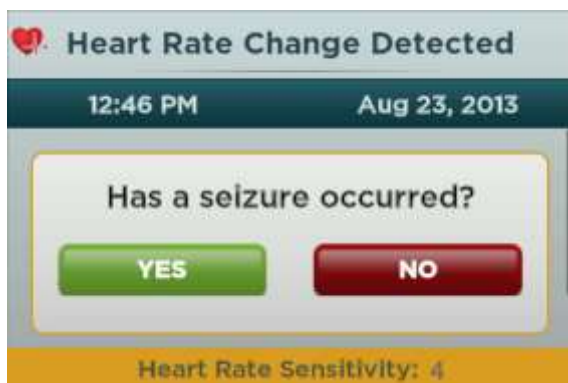 Heart Rate Change Detected
12:46 PM Aug 23, 2013
Has a seizure occurred?
YES NO
Heart Rate Sensitivity: 4